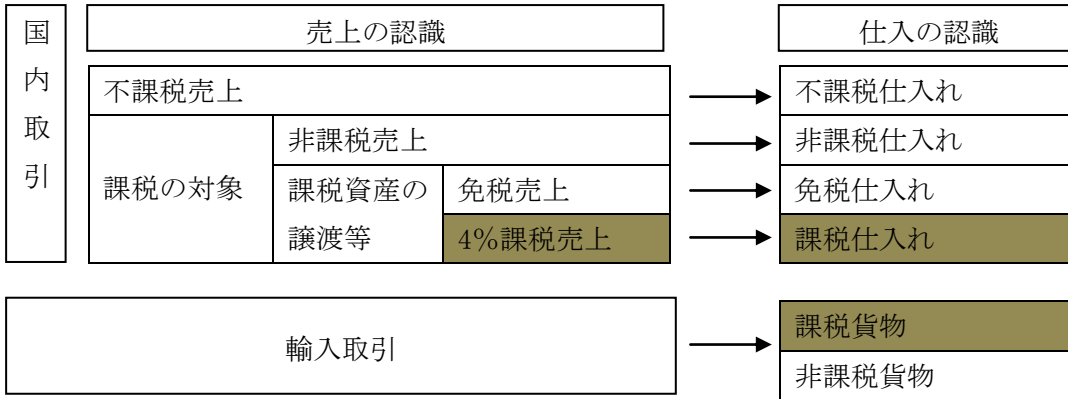 国内取引
売上の認識
仕入の認識
不課税売上
不課税仕入れ
非課税売上
非課税仕入れ
課税の対象
課税資産の
譲渡等
免税売上
免税仕入れ
4%課税売上
課税仕入れ
輸入取引
課税貨物
非課税貨物